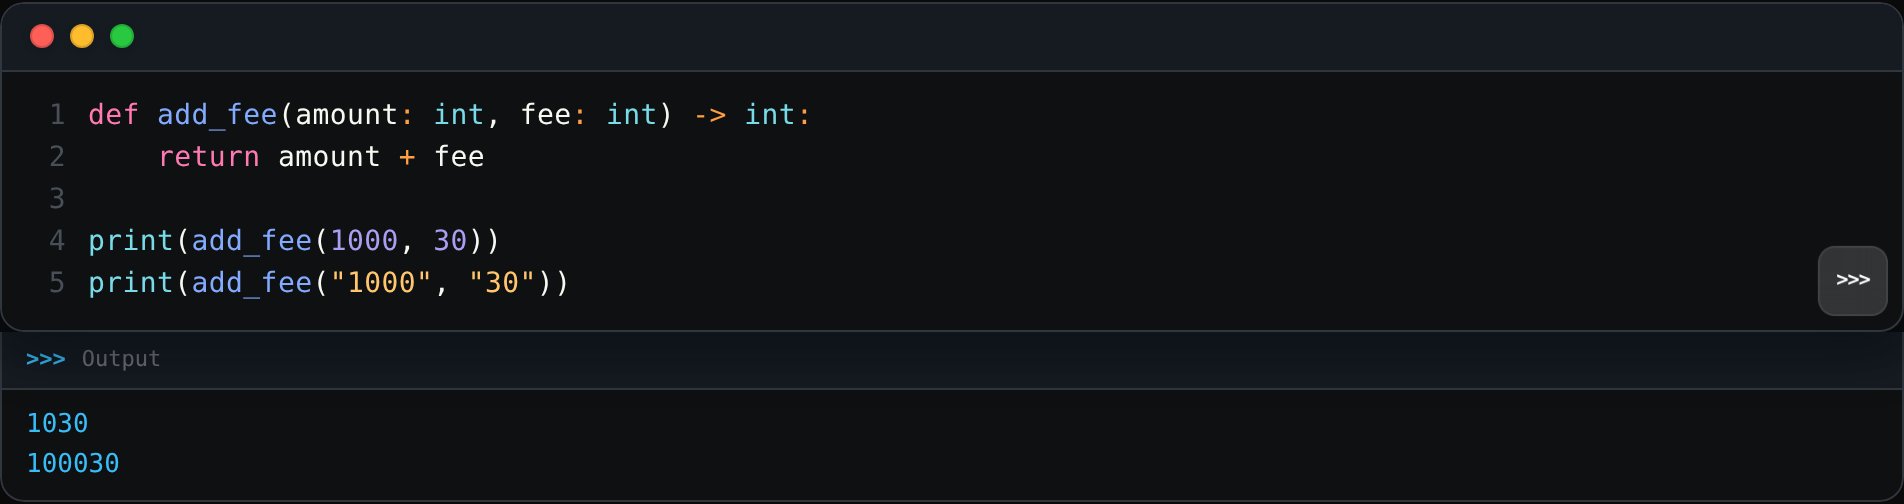 1 def add_fee(amount: int, fee: int) -> int:
2     return amount + fee
3
4 print(add_fee(1000, 30))
5 print(add_fee("1000", "30"))
>>>
>>> Output
1030
100030